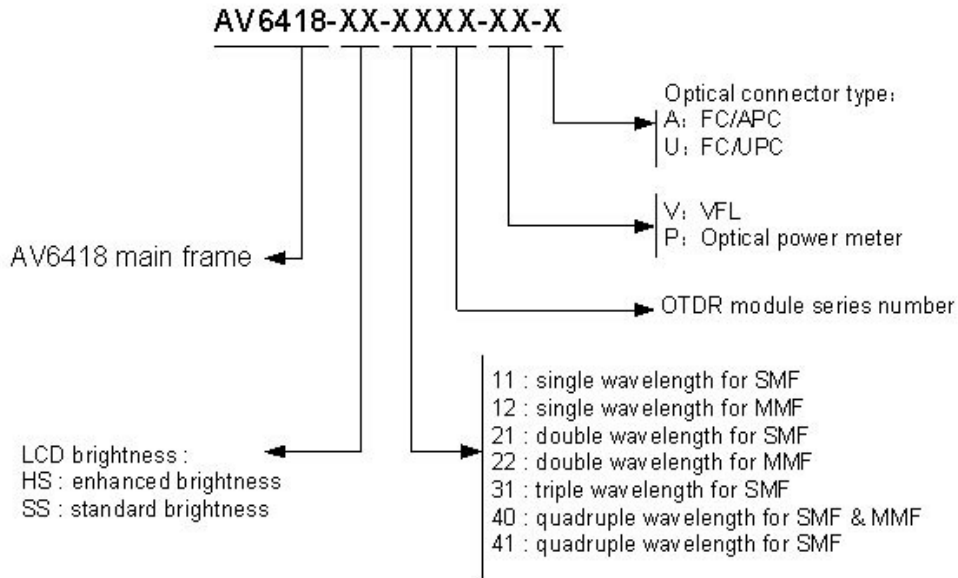 AV6418-XX-XXXX-XX-X
Optical connector type:
A: FC/APC
U: FC/UPC
V: VFL
P: Optical power meter
AV6418 main frame
OTDR module series number
11 : single wavelength for SMF
12 : single wavelength for MMF
21 : double wavelength for SMF
22 : double wavelength for MMF
31 : triple wavelength for SMF
40 : quadruple wavelength for SMF & MMF
41 : quadruple wavelength for SMF
LCD brightness :
HS : enhanced brightness
SS : standard brightness